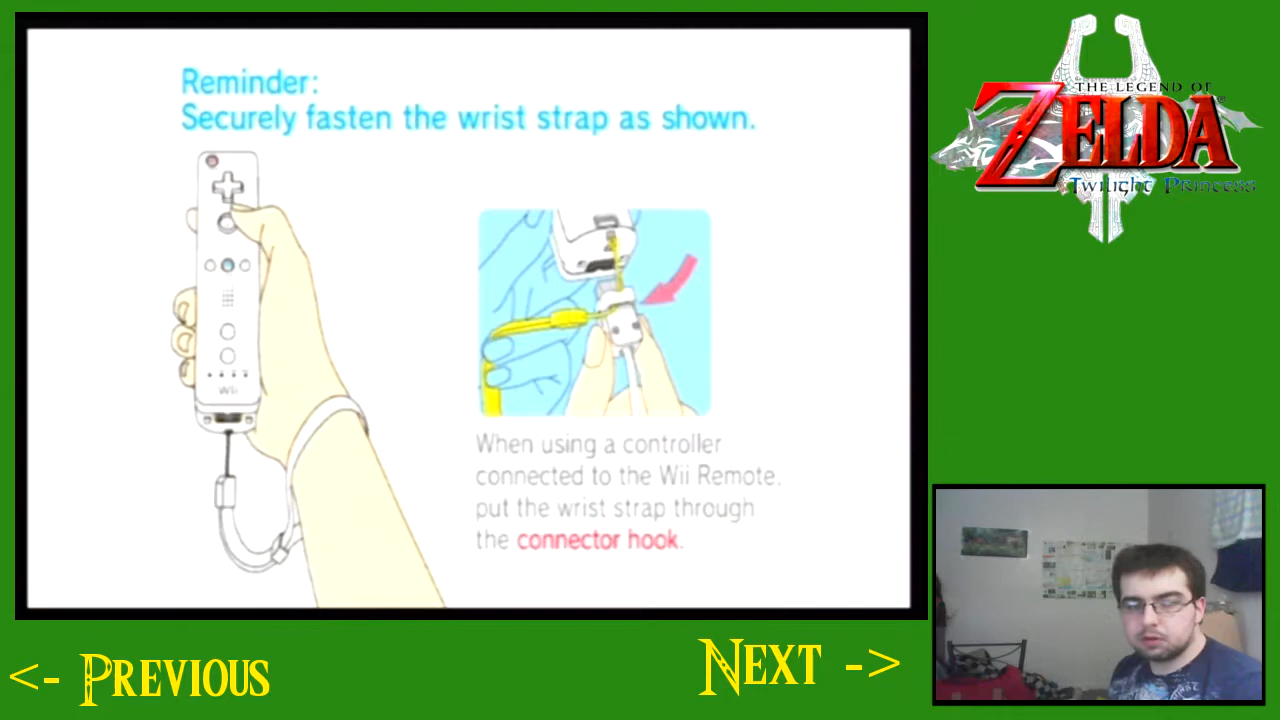 Reminder:
Securely fasten the wrist strap as shown.
Wii
When using a controller
connected to the Wii Remote,
put the wrist strap through
the connector hook.
THE LEGEND OF
ZELDA
Twilight Princess
<- Previous
Next ->